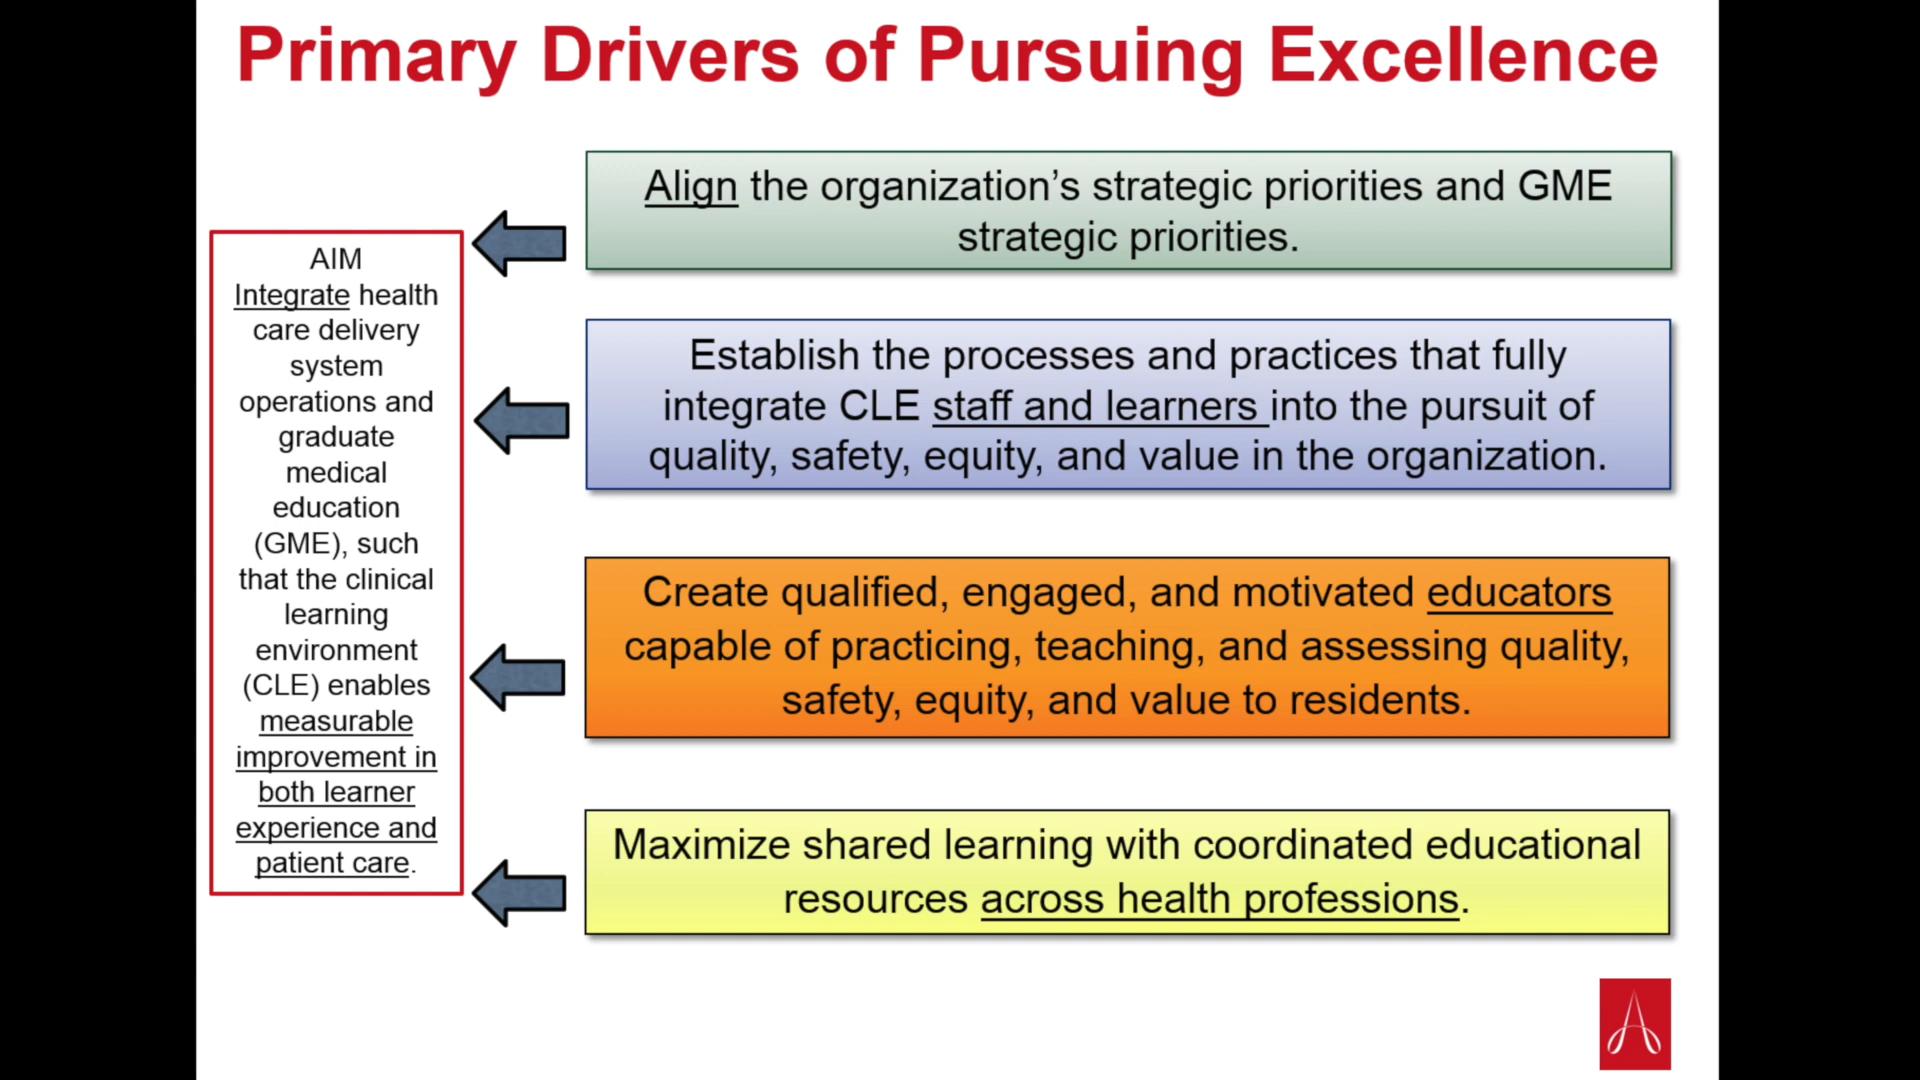 Primary Drivers of Pursuing Excellence
AIM
Integrate health
care delivery
system
operations and
graduate
medical
education
(GME), such
that the clinical
learning
environment
(CLE) enables
measurable
improvement in
both learner
experience and
patient care.
Align the organization’s strategic priorities and GME
strategic priorities.
Establish the processes and practices that fully
integrate CLE staff and learners into the pursuit of
quality, safety, equity, and value in the organization.
Create qualified, engaged, and motivated educators
capable of practicing, teaching, and assessing quality,
safety, equity, and value to residents.
Maximize shared learning with coordinated educational
resources across health professions.